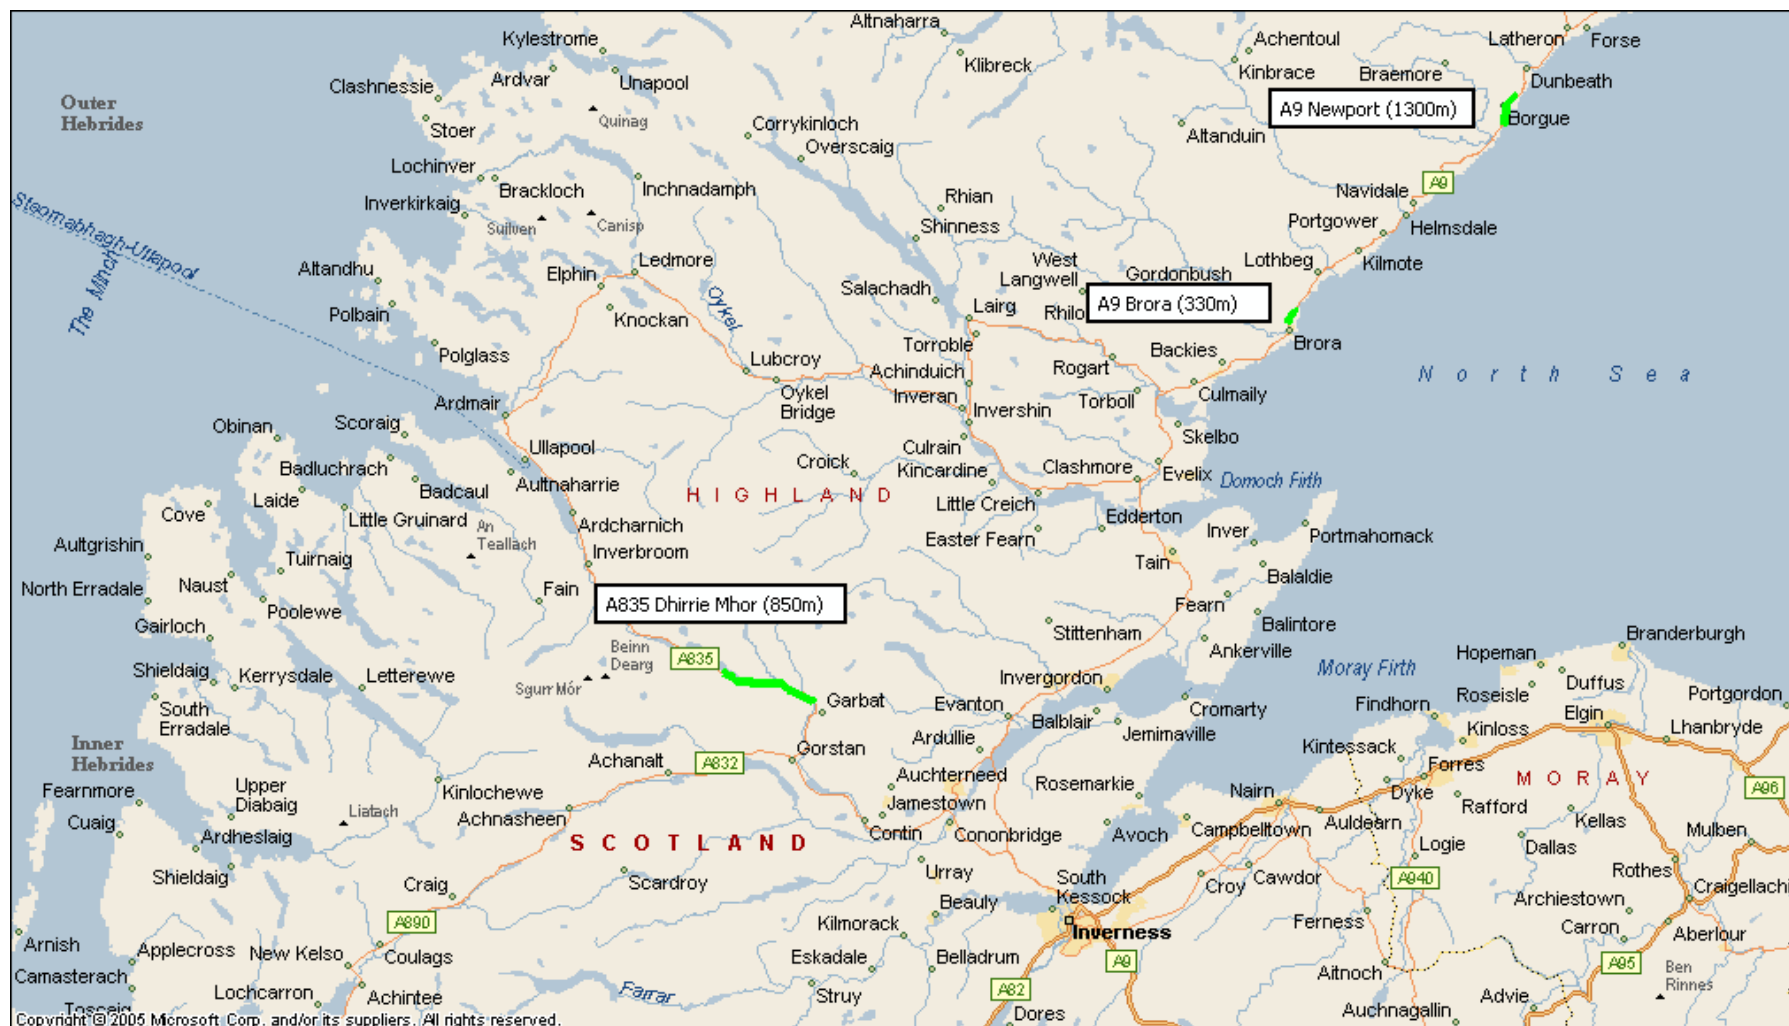 Altnaharra
Kylestrome
Achentoul
Latheron
Forse
Klibreck
Kinbrace
Braemore
Ardvar
Unapool
Dunbeath
Clashnessie
Outer
Hebrides
Quinag
A9 Newport (1300m)
Borgue
Stoer
Corrykinloch
Altanduin
Overscaig
Lochinver
Brackloch
Inchnadamph
Navidale
A9
Rhian
Inverkirkaig
Suilven
Canisp
Shinness
Portgower
Helmsdale
Steornabhagh-Ullapool
The Minch
Altandhu
Elphin
Ledmore
West
Langwell
Gordonbush
Lothbeg
Kilmote
Salachadh
Oykel
Polbain
Knockan
Lairg
Rhilo
A9 Brora (330m)
Torroble
Brora
Polglass
Lubcroy
Achinduich
Rogart
Backies
North Sea
Oykel
Bridge
Inveran
Torboll
Culmaily
Ardmair
Invershin
Obinan
Scoraig
Skelbo
Ullapool
Culrain
Badluchrach
Croick
Kincardine
Clashmore
Evelix
Dornoch Firth
Laide
Badcaul
Aultnaharrie
HIGHLAND
Little Creich
Cove
Little Gruinard
Ardcharnich
Edderton
Inver
Portmahomack
An
Teallach
Easter Fearn
Aultgrishin
Tuirnaig
Inverbroom
Tain
Balaldie
North Erradale
Naust
Fain
A835 Dhirrie Mhor (850m)
Poolewe
Fearn
Balintore
Gairloch
Stittenham
Branderburgh
Beinn
Dearg
A835
Ankerville
Hopeman
Shieldaig
Kerrysdale
Letterewe
Sgurr Mór
Invergordon
Moray Firth
Duffus
Roseisle
Portgordon
South
Erradale
Garbat
Evanton
Balblair
Cromarty
Findhorn
Elgin
Kinloss
Lhanbryde
Inner
Hebrides
Ardullie
Jemimaville
Gorstan
Kintessack
Achanalt
A832
Auchterneed
Forres
MORAY
Fearnmore
Upper
Diabaig
Kinlochewe
Rosemarkie
Nairn
Dyke
A96
Rafford
Liatach
Jamestown
Achnasheen
Cuaig
Ardheslaig
Contin
Cononbridge
Avoch
Campbelltown
Auldearn
Kellas
Mulben
SCOTLAND
Dallas
Logie
Shieldaig
Craig
Scardroy
Urray
South
Kessock
Croy
Cawdor
A940
Rothes
Craigellachi
Archiestown
Beauly
Kilmorack
Ferness
Carron
Aberlour
A890
Inverness
Arnish
Applecross
New Kelso
Coulags
Eskadale
Belladrum
A9
Aitnoch
A95
Ben
Rinnes
Camasterach
Achintee
A82
Lochcarron
Farrar
Struy
Advie
Toscaig
Dores
Auchnagallin
Copyright © 2005 Microsoft Corp. and/or its suppliers. All rights reserved.